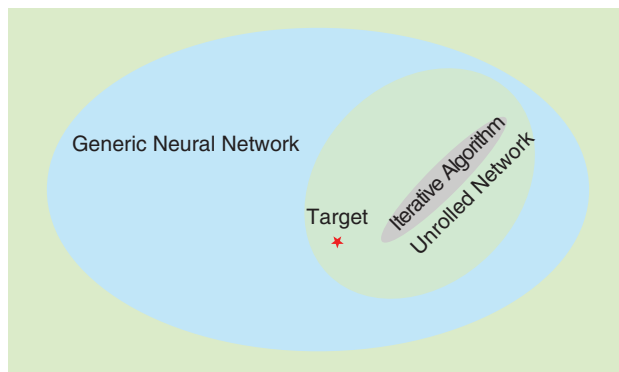 Generic Neural Network
Iterative Algorithm
Unrolled Network
Target